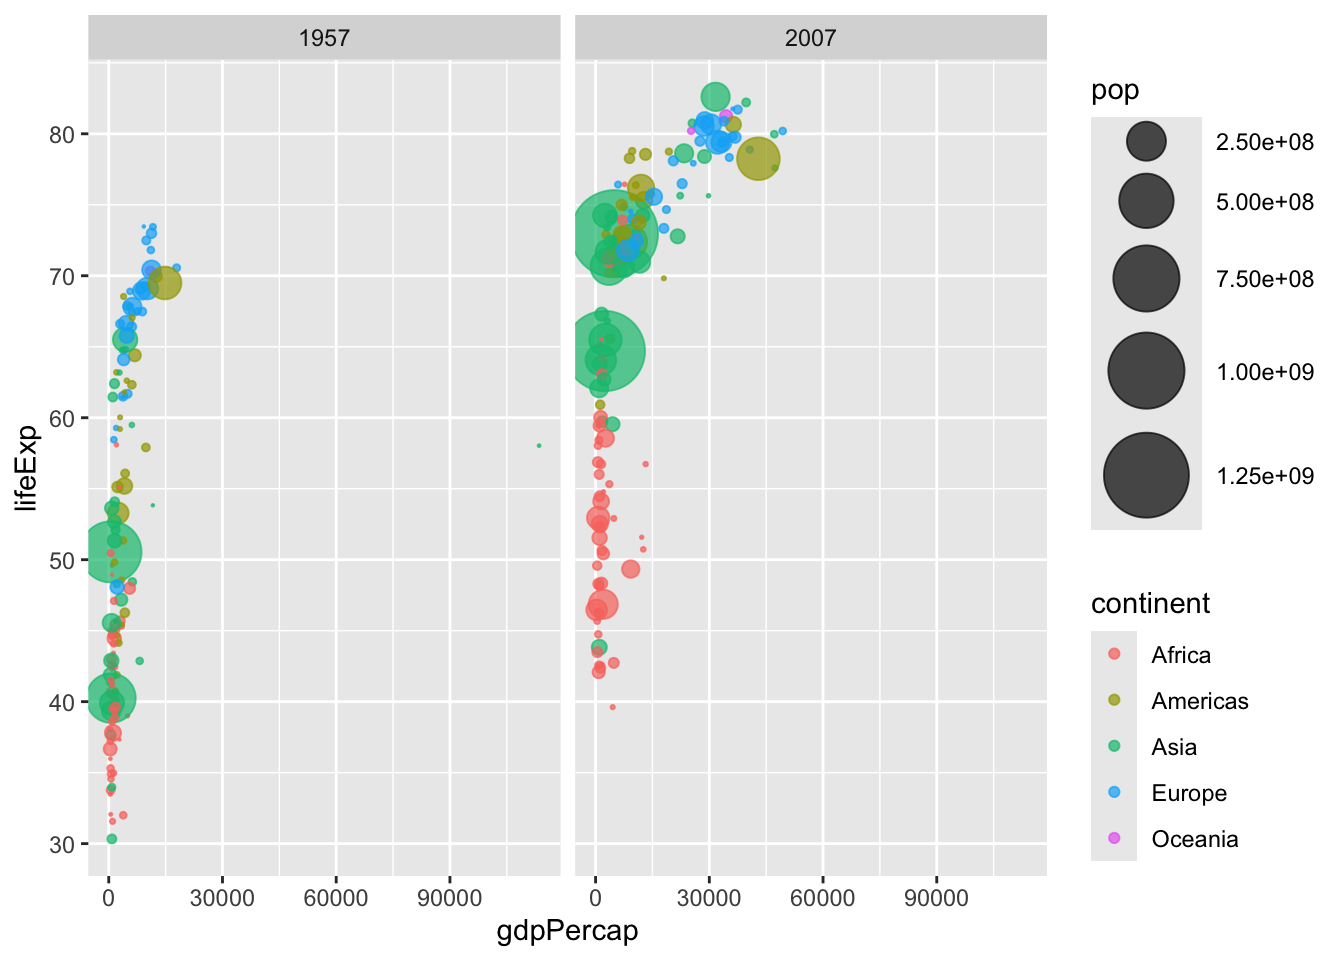 1957
2007
lifeExp
80
70
60
50
40
30
0 30000 60000 90000
0 30000 60000 90000
gdpPercap
pop
2.50e+08
5.00e+08
7.50e+08
1.00e+09
1.25e+09
continent
Africa
Americas
Asia
Europe
Oceania